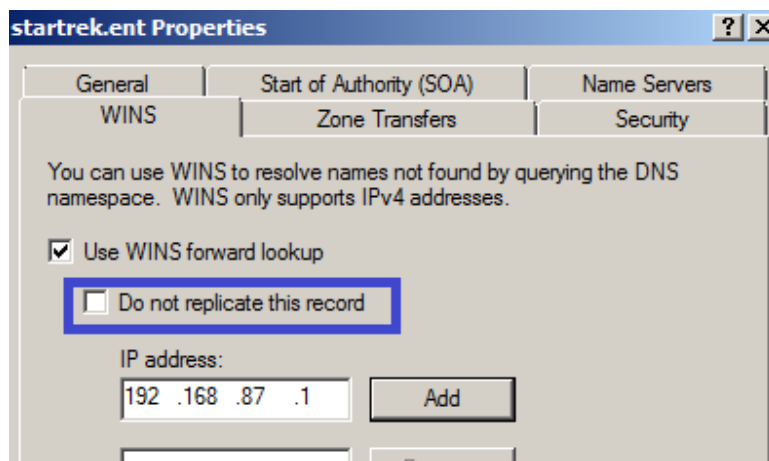 startrek.ent Properties
General Start of Authority (SOA) Name Servers
WINS Zone Transfers Security
You can use WINS to resolve names not found by querying the DNS
namespace. WINS only supports IPv4 addresses.
Use WINS forward lookup
Do not replicate this record
IP address:
192 .168 .87 .1 Add